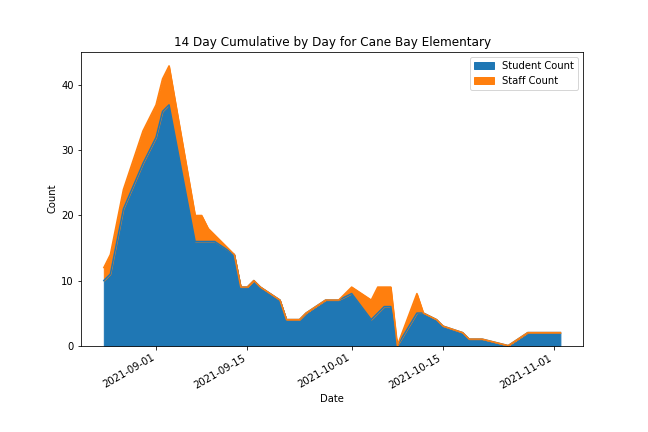 14 Day Cumulative by Day for Cane Bay Elementary
Student Count
Staff Count
Count
40
30
20
10
0
2021-09-01
2021-09-15
2021-10-01
2021-10-15
2021-11-01
Date